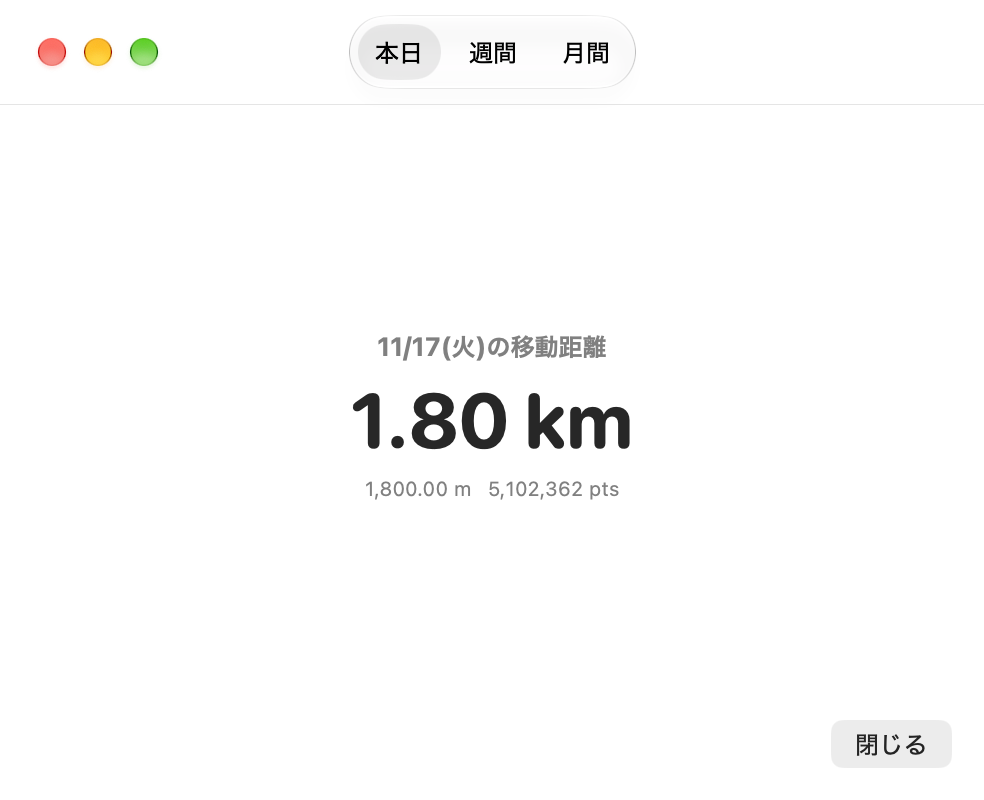 本日 週間 月間
11/17(火)の移動距離
1.80 km
1,800.00 m 5,102,362 pts
閉じる